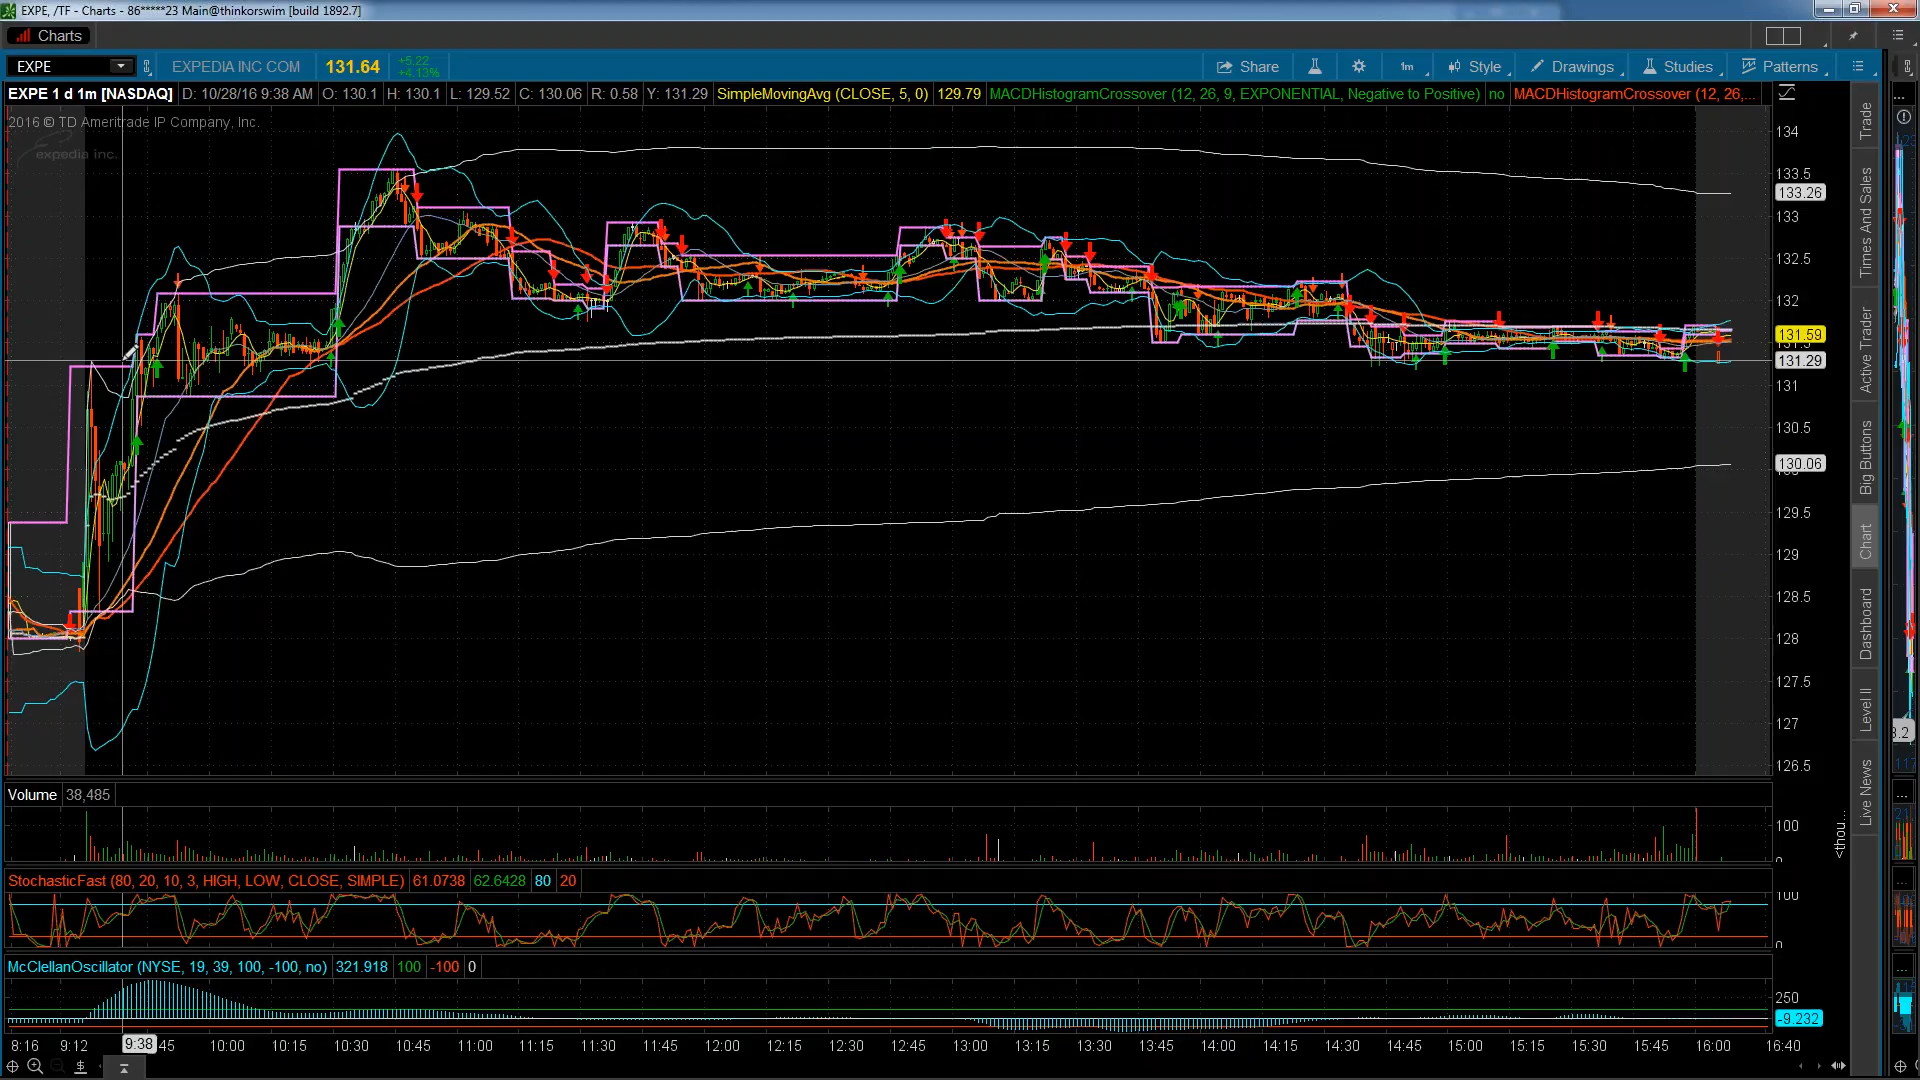 EXPE, /TF - Charts - 86*****23 Main@thinkorswim [build 1892.7]
Charts
EXPE EXPEDIA INC COM 131.64 +5.22 +4.13% Share 1m Style Drawings Studies Patterns
EXPE 1 d 1m [NASDAQ] D: 10/28/16 9:38 AM O: 130.1 H: 130.1 L: 129.52 C: 130.06 R: 0.58 Y: 131.29 SimpleMovingAvg (CLOSE, 5, 0) 129.79 MACDHistogramCrossover (12, 26, 9, EXPONENTIAL, Negative to Positive) no MACDHistogramCrossover (12, 26,...
2016 © TD Ameritrade IP Company, Inc.
expedia inc.
134
133.5
133.26
133
132.5
132
131.59
131.29
131
130.5
130.06
129.5
129
128.5
128
127.5
127
126.5
Trade
Times And Sales
Active Trader
Big Buttons
Chart
Dashboard
Level II
Live News
Volume 38,485
100
<thou...
StochasticFast (80, 20, 10, 3, HIGH, LOW, CLOSE, SIMPLE) 61.0738 62.6428 80 20
100
0
McClellanOscillator (NYSE, 19, 39, 100, -100, no) 321.918 100 -100 0
250
-9.232
8:16 9:12 9:38 45 10:00 10:15 10:30 10:45 11:00 11:15 11:30 11:45 12:00 12:15 12:30 12:45 13:00 13:15 13:30 13:45 14:00 14:15 14:30 14:45 15:00 15:15 15:30 15:45 16:00 16:40